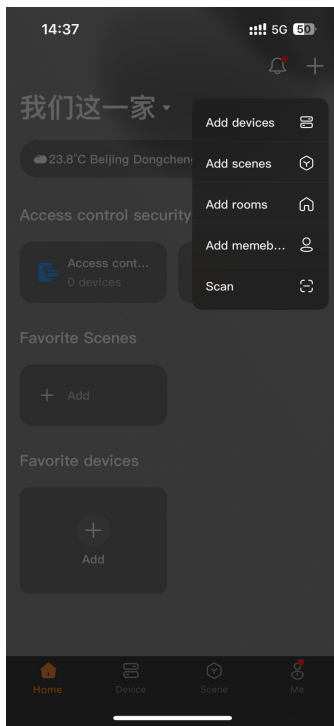 14:37
5G
50
我们这一家
Add devices
23.8°C Beijing Dongchen
Add scenes
Add rooms
Access control security
Add memeb...
Access cont...
0 devices
Scan
Favorite Scenes
Add
Favorite devices
Add
Home
Device
Scene
Me